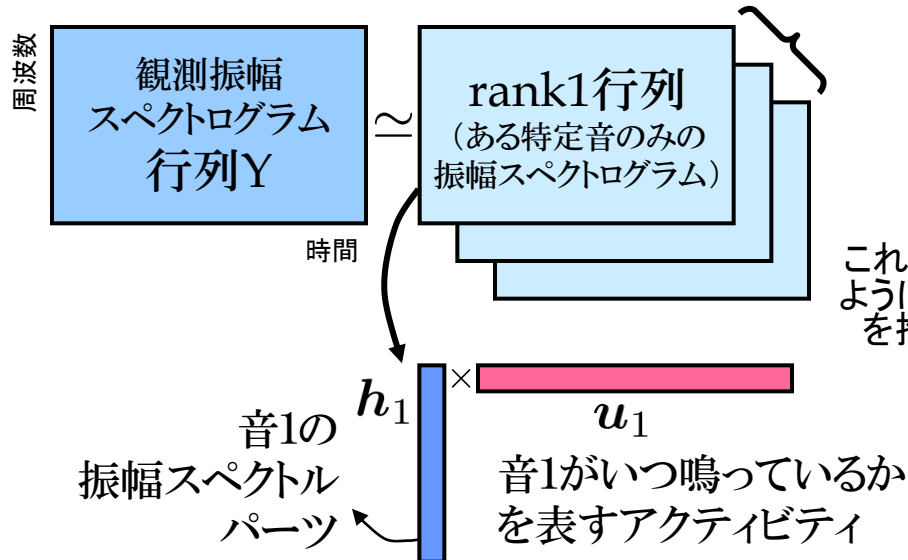 周波数
観測振幅
スペクトログラム
行列Y
≃
rank1行列
(ある特定音のみの
振幅スペクトログラム)
時間
これ
ように
を
h1
×
u1
音1の
振幅スペクトル
パーツ
音1がいつ鳴っているか
を表すアクティビティ